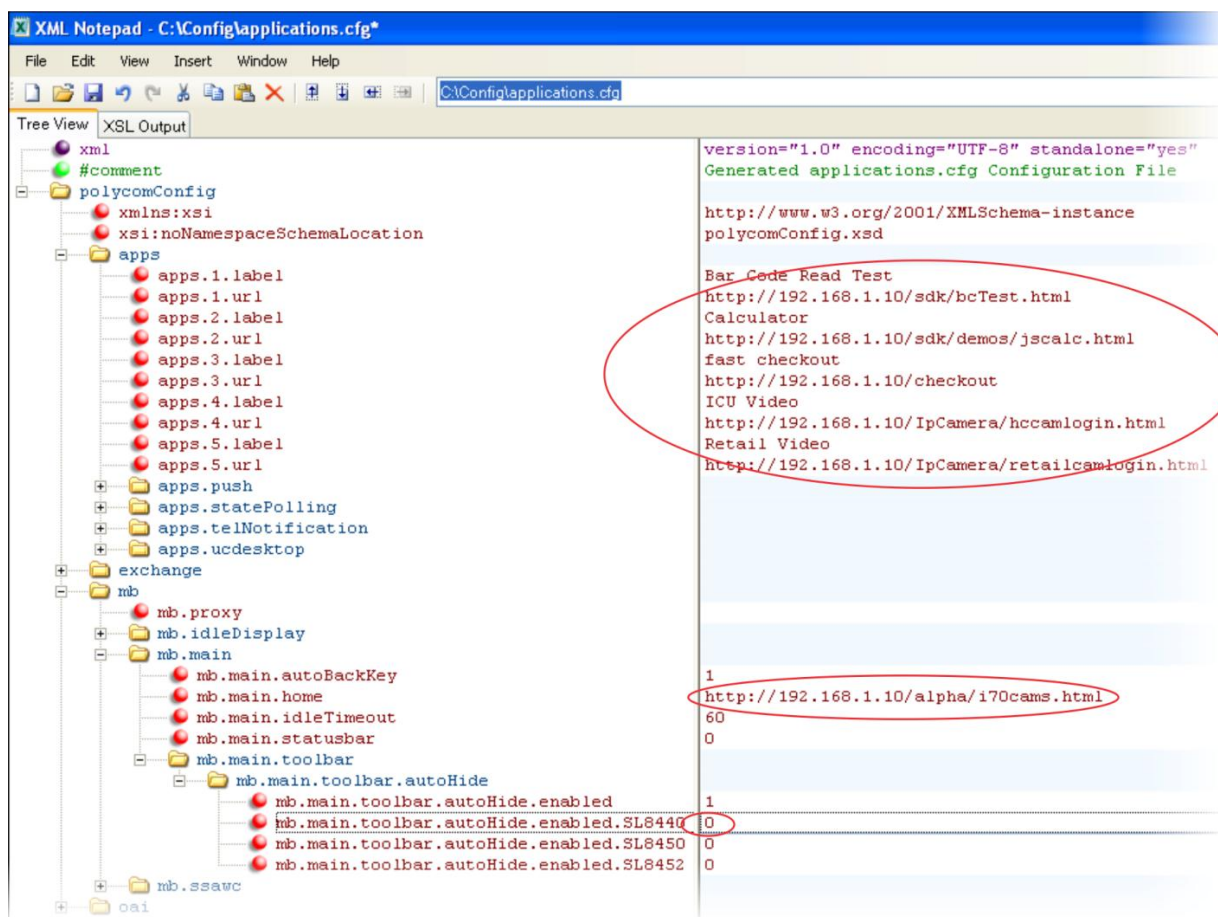 XML Notepad - C:\Config\applications.cfg*
File Edit View Insert Window Help
C:\Config\applications.cfg
Tree View XSL Output
xml version="1.0" encoding="UTF-8" standalone="yes"
#comment Generated applications.cfg Configuration File
polycomConfig
xmlns:xsi http://www.w3.org/2001/XMLSchema-instance
xsi:noNamespaceSchemaLocation polycomConfig.xsd
apps
apps.1.label Bar Code Read Test
apps.1.url http://192.168.1.10/sdk/bcTest.html
apps.2.label Calculator
apps.2.url http://192.168.1.10/sdk/demos/jscalc.html
apps.3.label fast checkout
apps.3.url http://192.168.1.10/checkout
apps.4.label ICU Video
apps.4.url http://192.168.1.10/IpCamera/hccamlogin.html
apps.5.label Retail Video
apps.5.url http://192.168.1.10/IpCamera/retailcamlogin.html
apps.push
apps.statePolling
apps.telNotification
apps.ucdesktop
exchange
mb
mb.proxy
mb.idleDisplay
mb.main
mb.main.autoBackKey 1
mb.main.home http://192.168.1.10/alpha/i70cams.html
mb.main.idleTimeout 60
mb.main.statusbar 0
mb.main.toolbar
mb.main.toolbar.autoHide
mb.main.toolbar.autoHide.enabled 1
mb.main.toolbar.autoHide.enabled.SL8440 0
mb.main.toolbar.autoHide.enabled.SL8450 0
mb.main.toolbar.autoHide.enabled.SL8452 0
mb.ssawc
oai